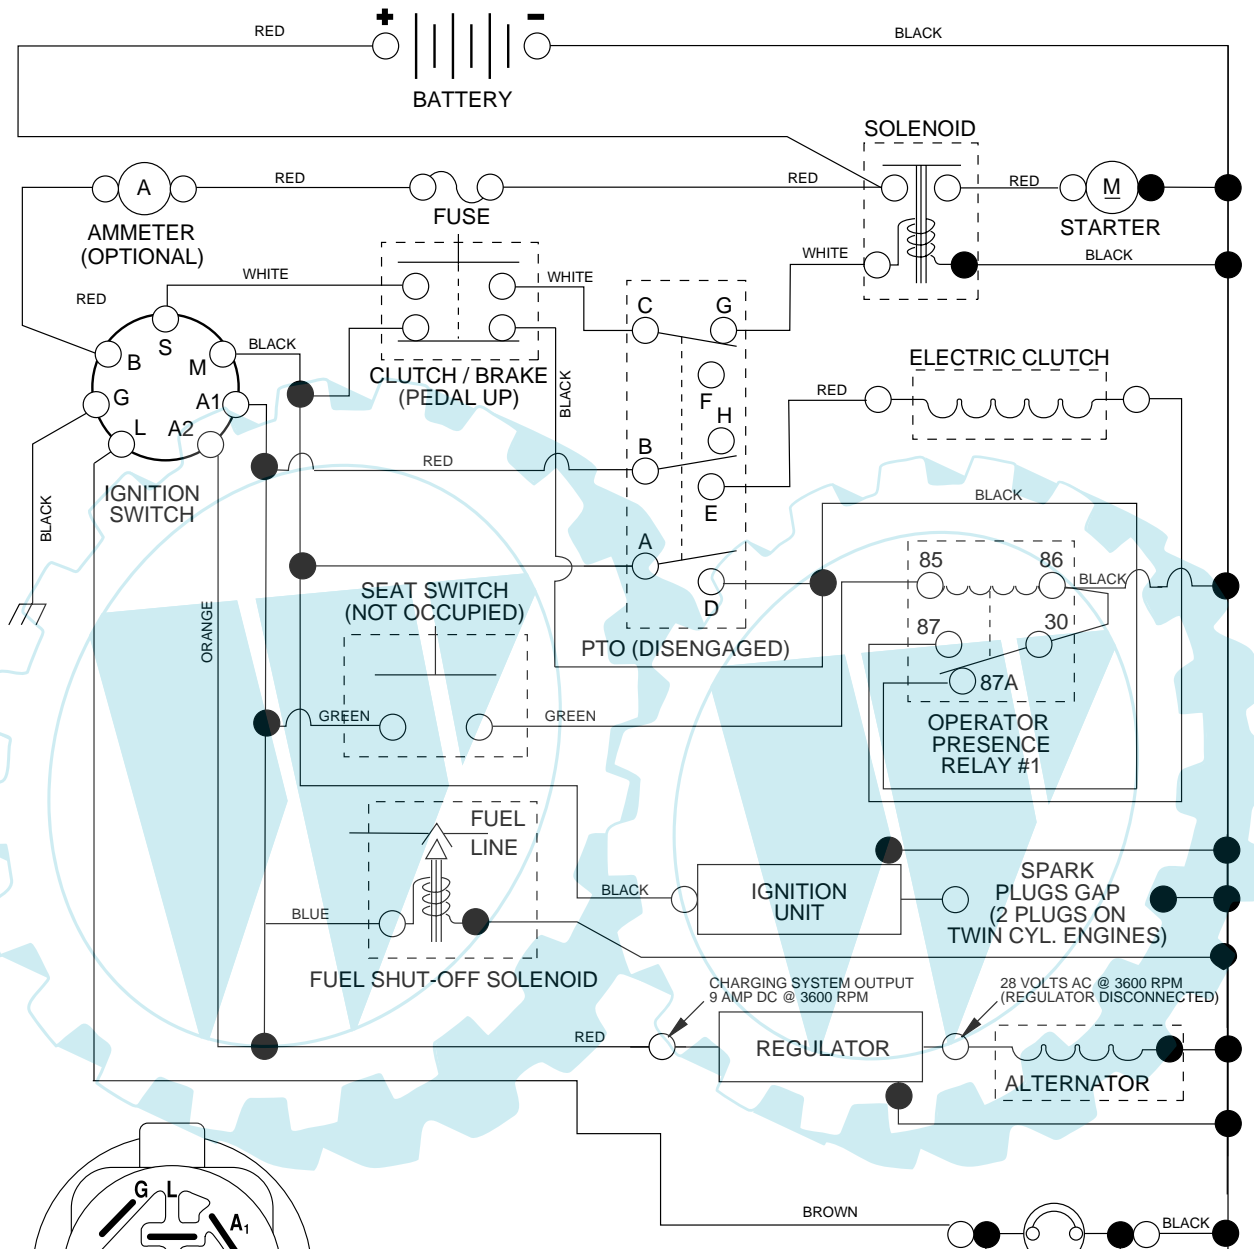 + -
RED
BLACK
BATTERY
SOLENOID
A
RED
FUSE
RED
RED
M
STARTER
AMMETER
(OPTIONAL)
WHITE
WHITE
WHITE
BLACK
RED
S
B
M
G
A1
L
A2
BLACK
CLUTCH / BRAKE
(PEDAL UP)
BLACK
C
G
F
H
B
E
A
D
ELECTRIC CLUTCH
RED
RED
IGNITION
SWITCH
BLACK
ORANGE
BLACK
SEAT SWITCH
(NOT OCCUPIED)
PTO (DISENGAGED)
85
86
BLACK
87
30
87A
OPERATOR
PRESENCE
RELAY #1
GREEN
GREEN
FUEL
LINE
BLUE
FUEL SHUT-OFF SOLENOID
BLACK
IGNITION
UNIT
SPARK
PLUGS GAP
(2 PLUGS ON
TWIN CYL. ENGINES)
CHARGING SYSTEM OUTPUT
9 AMP DC @ 3600 RPM
28 VOLTS AC @ 3600 RPM
(REGULATOR DISCONNECTED)
RED
REGULATOR
ALTERNATOR
G
L
A1
BROWN
BLACK